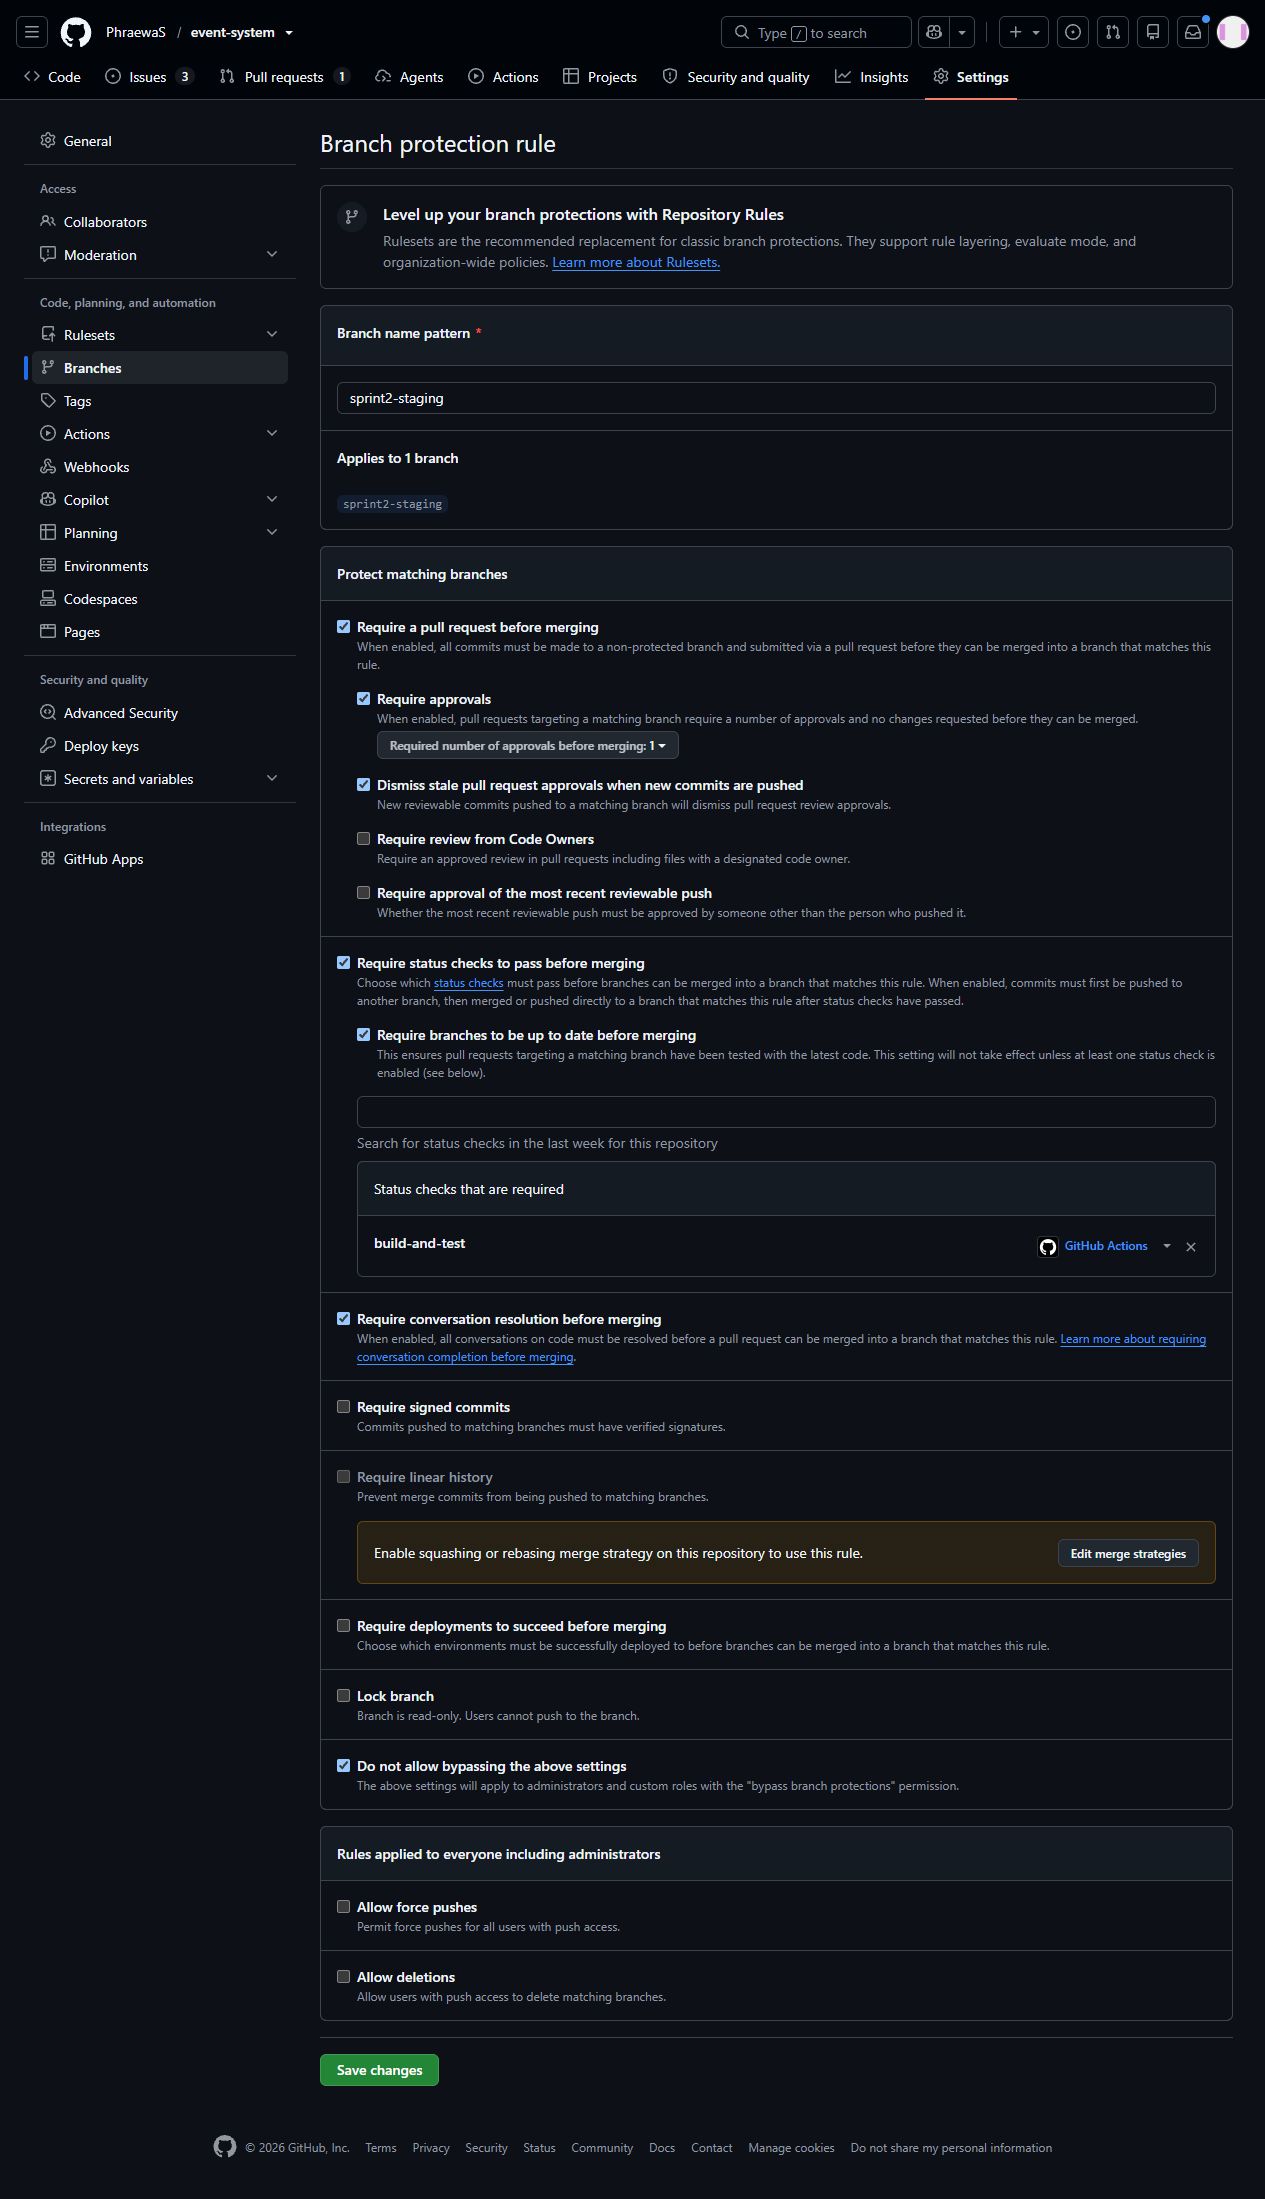 PhraewaS / event-system
Type / to search
Code
Issues 3
Pull requests 1
Agents
Actions
Projects
Security and quality
Insights
Settings
General
Access
Collaborators
Moderation
Code, planning, and automation
Rulesets
Branches
Tags
Actions
Webhooks
Copilot
Planning
Environments
Codespaces
Pages
Security and quality
Advanced Security
Deploy keys
Secrets and variables
Integrations
GitHub Apps
Branch protection rule
Level up your branch protections with Repository Rules
Rulesets are the recommended replacement for classic branch protections. They support rule layering, evaluate mode, and
organization-wide policies. Learn more about Rulesets.
Branch name pattern *
sprint2-staging
Applies to 1 branch
sprint2-staging
Protect matching branches
Require a pull request before merging
When enabled, all commits must be made to a non-protected branch and submitted via a pull request before they can be merged into a branch that matches this
rule.
Require approvals
When enabled, pull requests targeting a matching branch require a number of approvals and no changes requested before they can be merged.
Required number of approvals before merging: 1
Dismiss stale pull request approvals when new commits are pushed
New reviewable commits pushed to a matching branch will dismiss pull request review approvals.
Require review from Code Owners
Require an approved review in pull requests including files with a designated code owner.
Require approval of the most recent reviewable push
Whether the most recent reviewable push must be approved by someone other than the person who pushed it.
Require status checks to pass before merging
Choose which status checks must pass before branches can be merged into a branch that matches this rule. When enabled, commits must first be pushed to
another branch, then merged or pushed directly to a branch that matches this rule after status checks have passed.
Require branches to be up to date before merging
This ensures pull requests targeting a matching branch have been tested with the latest code. This setting will not take effect unless at least one status check is
enabled (see below).
Search for status checks in the last week for this repository
Status checks that are required
build-and-test
GitHub Actions
Require conversation resolution before merging
When enabled, all conversations on code must be resolved before a pull request can be merged into a branch that matches this rule. Learn more about requiring
conversation completion before merging.
Require signed commits
Commits pushed to matching branches must have verified signatures.
Require linear history
Prevent merge commits from being pushed to matching branches.
Enable squashing or rebasing merge strategy on this repository to use this rule.
Edit merge strategies
Require deployments to succeed before merging
Choose which environments must be successfully deployed to before branches can be merged into a branch that matches this rule.
Lock branch
Branch is read-only. Users cannot push to the branch.
Do not allow bypassing the above settings
The above settings will apply to administrators and custom roles with the "bypass branch protections" permission.
Rules applied to everyone including administrators
Allow force pushes
Permit force pushes for all users with push access.
Allow deletions
Allow users with push access to delete matching branches.
Save changes
© 2026 GitHub, Inc.
Terms
Privacy
Security
Status
Community
Docs
Contact
Manage cookies
Do not share my personal information